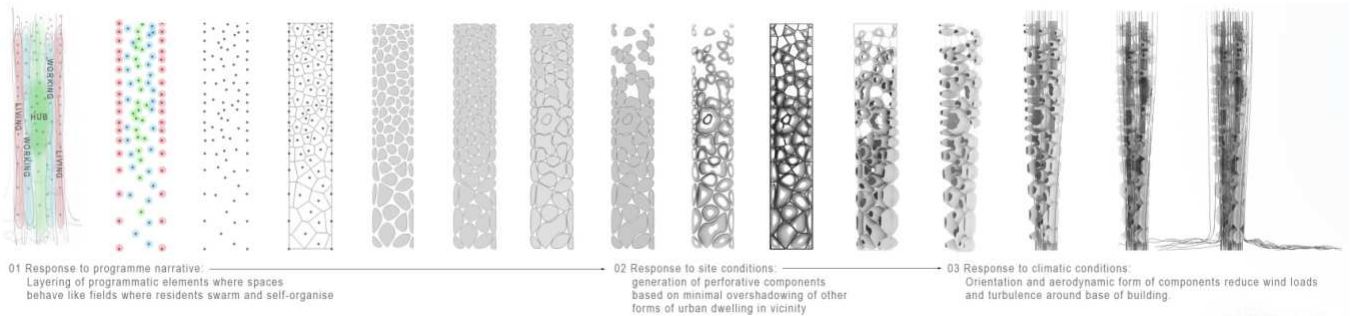 LIVING
WORKING
HUB
WORKING
LIVING
01 Response to programme narrative:
Layering of programmatic elements where spaces
behave like fields where residents swarm and self-organise
02 Response to site conditions:
generation of perforative components
based on minimal overshadowing of other
forms of urban dwelling in vicinity
03 Response to climatic conditions:
Orientation and aerodynamic form of components reduce wind loads
and turbulence around base of building.